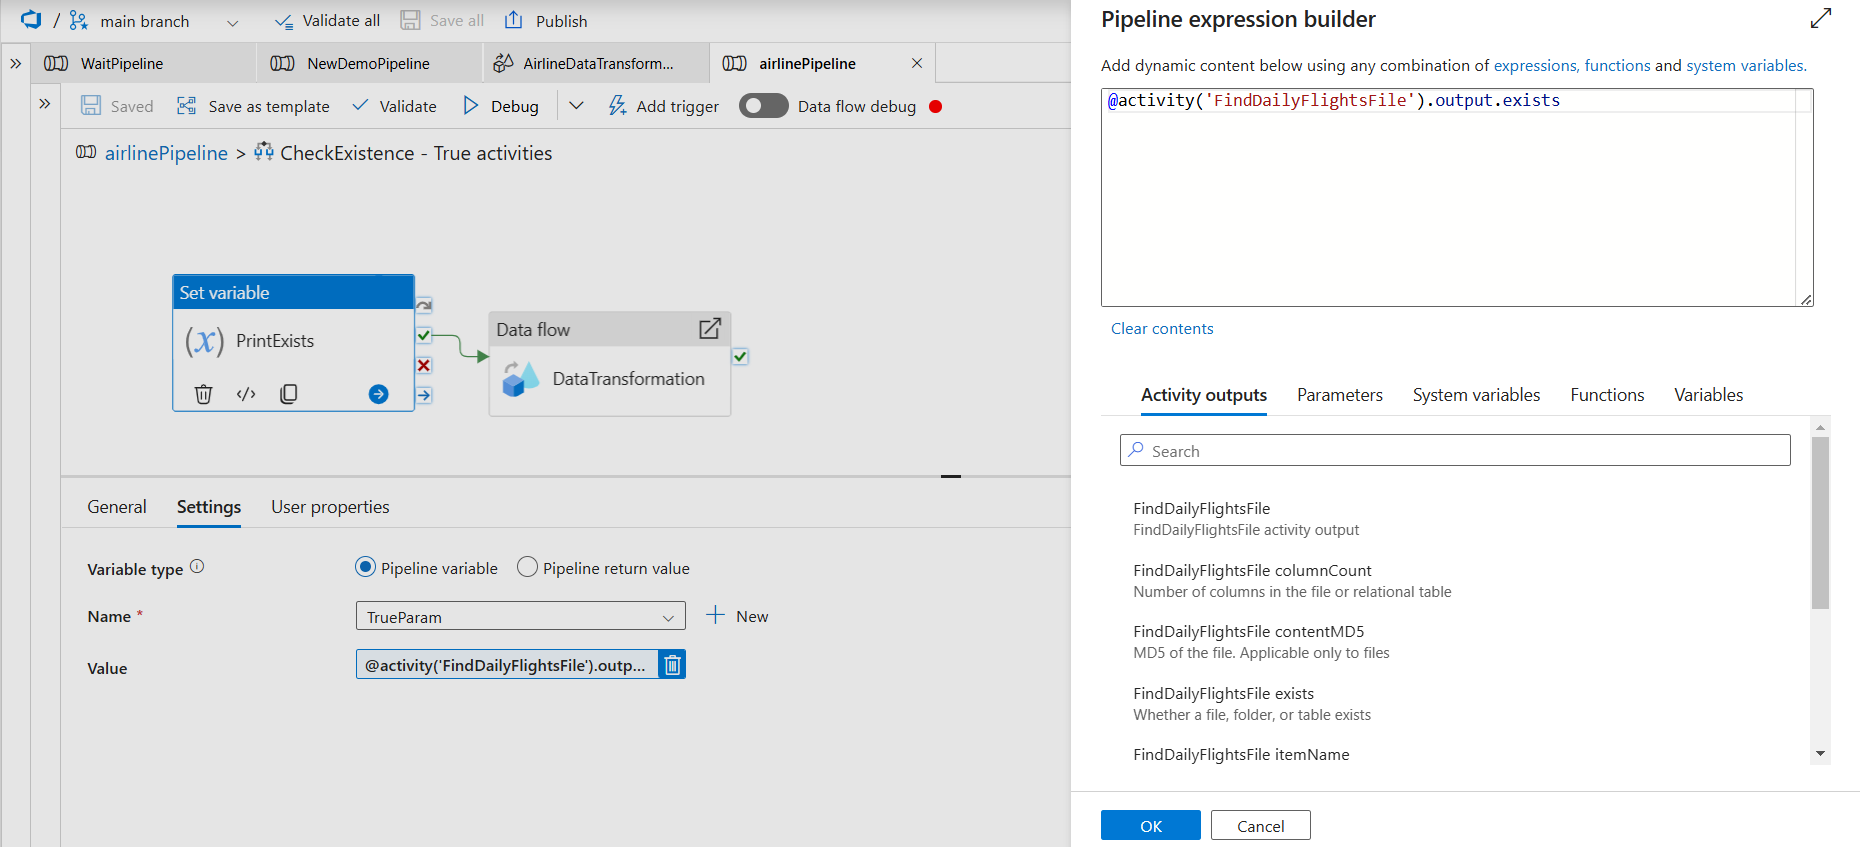 / main branch Validate all Save all Publish
WaitPipeline NewDemoPipeline AirlineDataTransform... airlinePipeline
Saved Save as template Validate Debug Add trigger Data flow debug
airlinePipeline > CheckExistence - True activities
Set variable
(x) PrintExists
Data flow
DataTransformation
General Settings User properties
Variable type Pipeline variable Pipeline return value
Name * TrueParam New
Value @activity('FindDailyFlightsFile').outp...
Pipeline expression builder
Add dynamic content below using any combination of expressions, functions and system variables.
@activity('FindDailyFlightsFile').output.exists
Clear contents
Activity outputs Parameters System variables Functions Variables
Search
FindDailyFlightsFile
FindDailyFlightsFile activity output
FindDailyFlightsFile columnCount
Number of columns in the file or relational table
FindDailyFlightsFile contentMD5
MD5 of the file. Applicable only to files
FindDailyFlightsFile exists
Whether a file, folder, or table exists
FindDailyFlightsFile itemName
OK Cancel